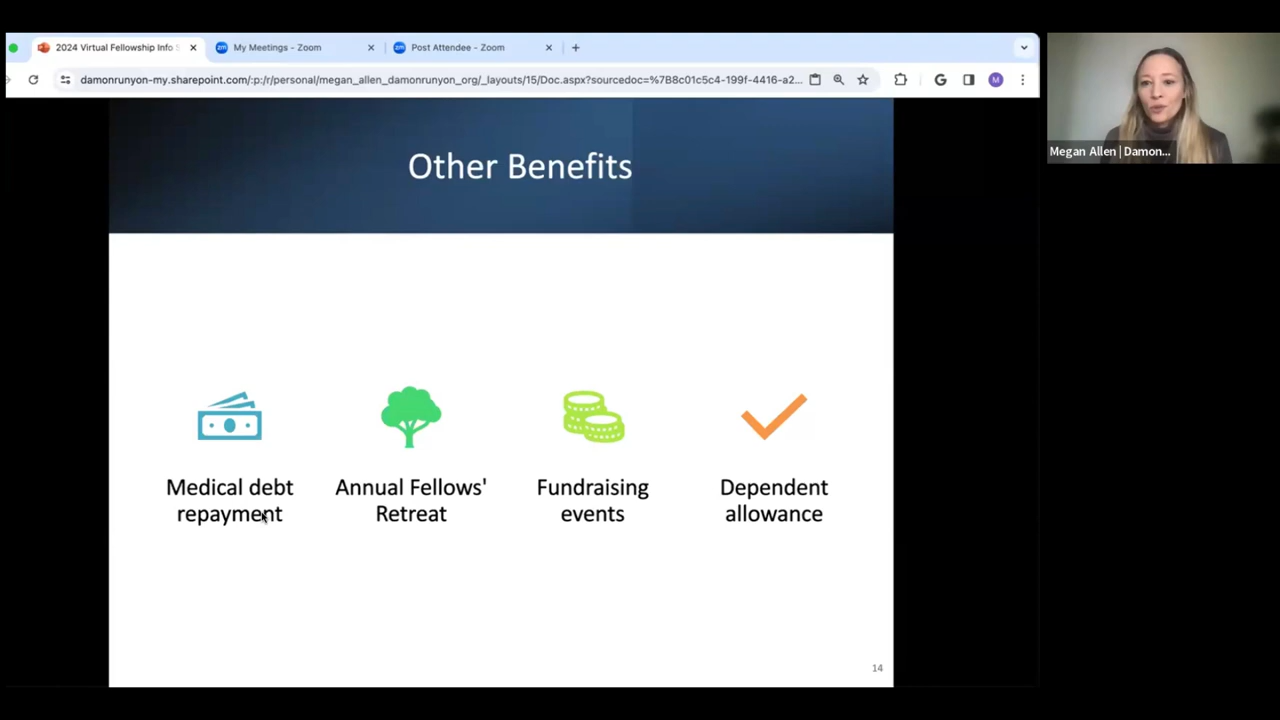 2024 Virtual Fellowship Info
My Meetings - Zoom
Post Attendee - Zoom
damonrunyon-my.sharepoint.com/:p:/r/personal/megan_allen_damonrunyon_org/_layouts/15/Doc.aspx?sourcedoc=%7B8c01c5c4-199f-4416-a2...
M
Megan Allen | Damon...
Other Benefits
Medical debt
repayment
Annual Fellows'
Retreat
Fundraising
events
Dependent
allowance
14